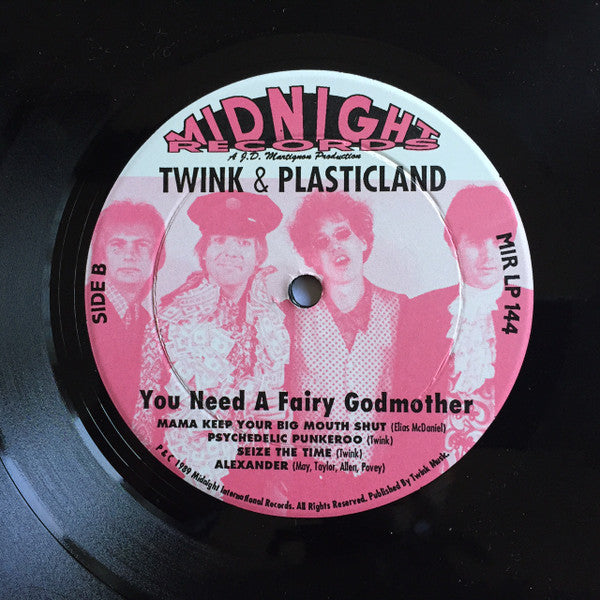 MIDNIGHT
RECORDS
A J.D. Martignon Production
TWINK & PLASTICLAND
SIDE B
MIR LP 144
You Need A Fairy Godmother
MAMA KEEP YOUR BIG MOUTH SHUT (Elias McDaniel)
PSYCHEDELIC PUNKEROO (Twink)
SEIZE THE TIME (Twink)
ALEXANDER (May, Taylor, Allen, Povey)
P & C 1989 Midnight International Records. All Rights Reserved. Published By Twink Music.